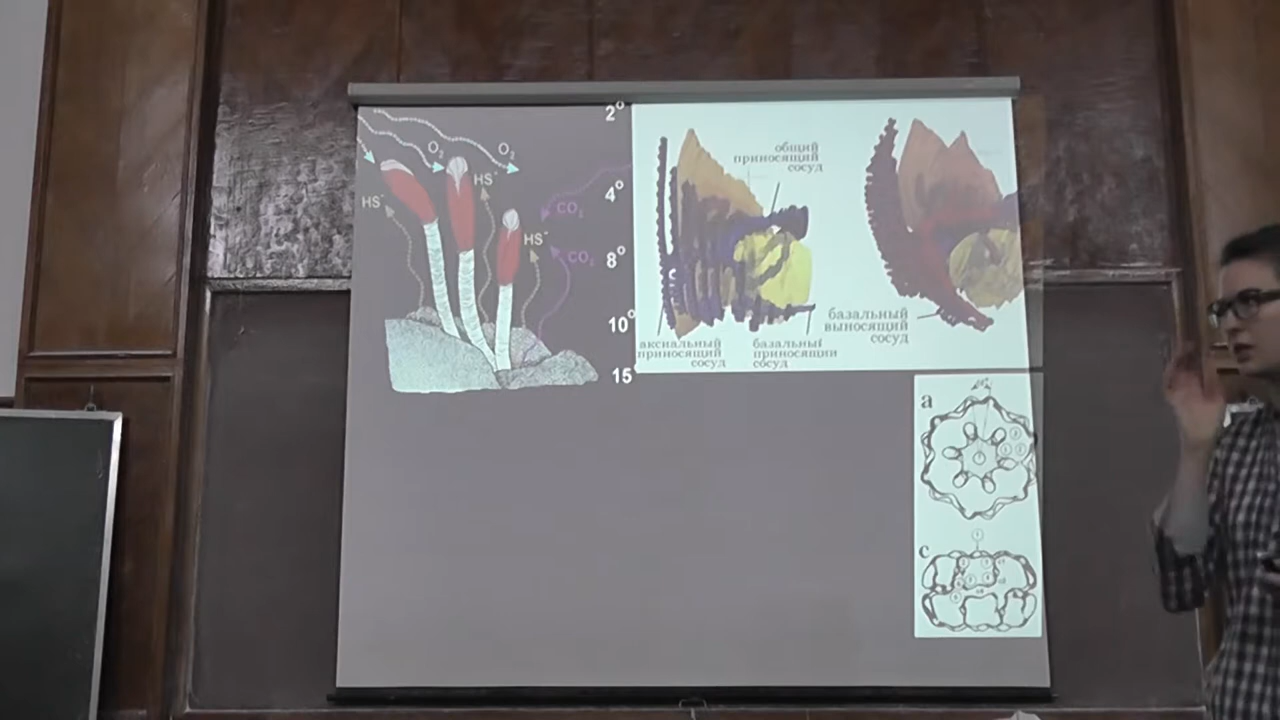 2°
O₂
O₂
HS⁻
HS⁻
4°
CO₂
HS⁻
CO₂
8°
10°
15°
общий
приносящий
сосуд
аксиальный
приносящий
сосуд
базальный
приносящии
сосуд
базальный
выносящий
сосуд
a
c